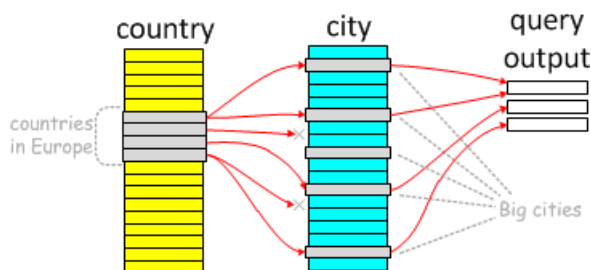 country
city
query
output
countries
in Europe
Big cities